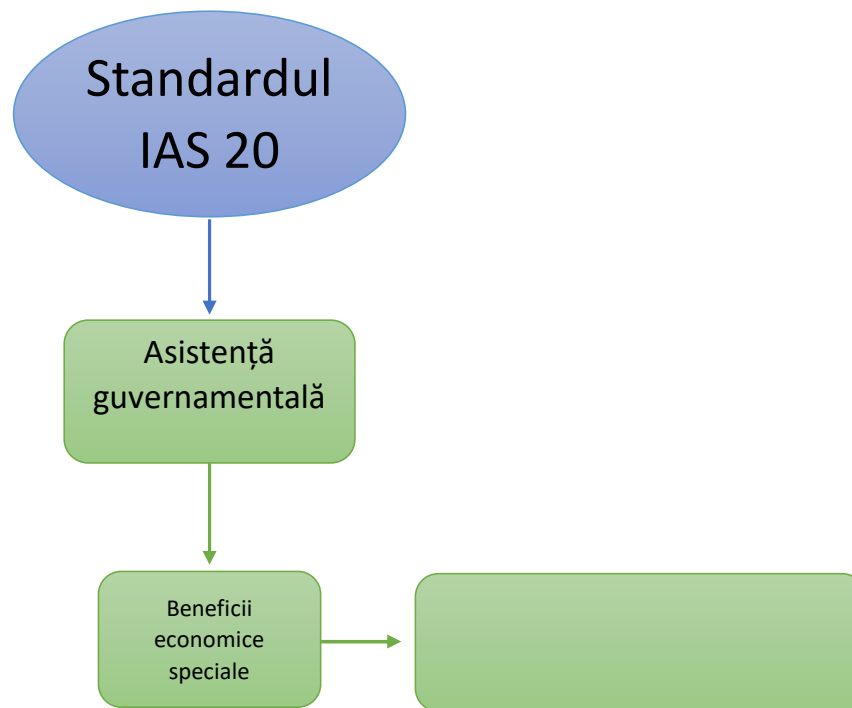 Standardul
IAS 20
Asistență
guvernamentală
Beneficii
economice
speciale